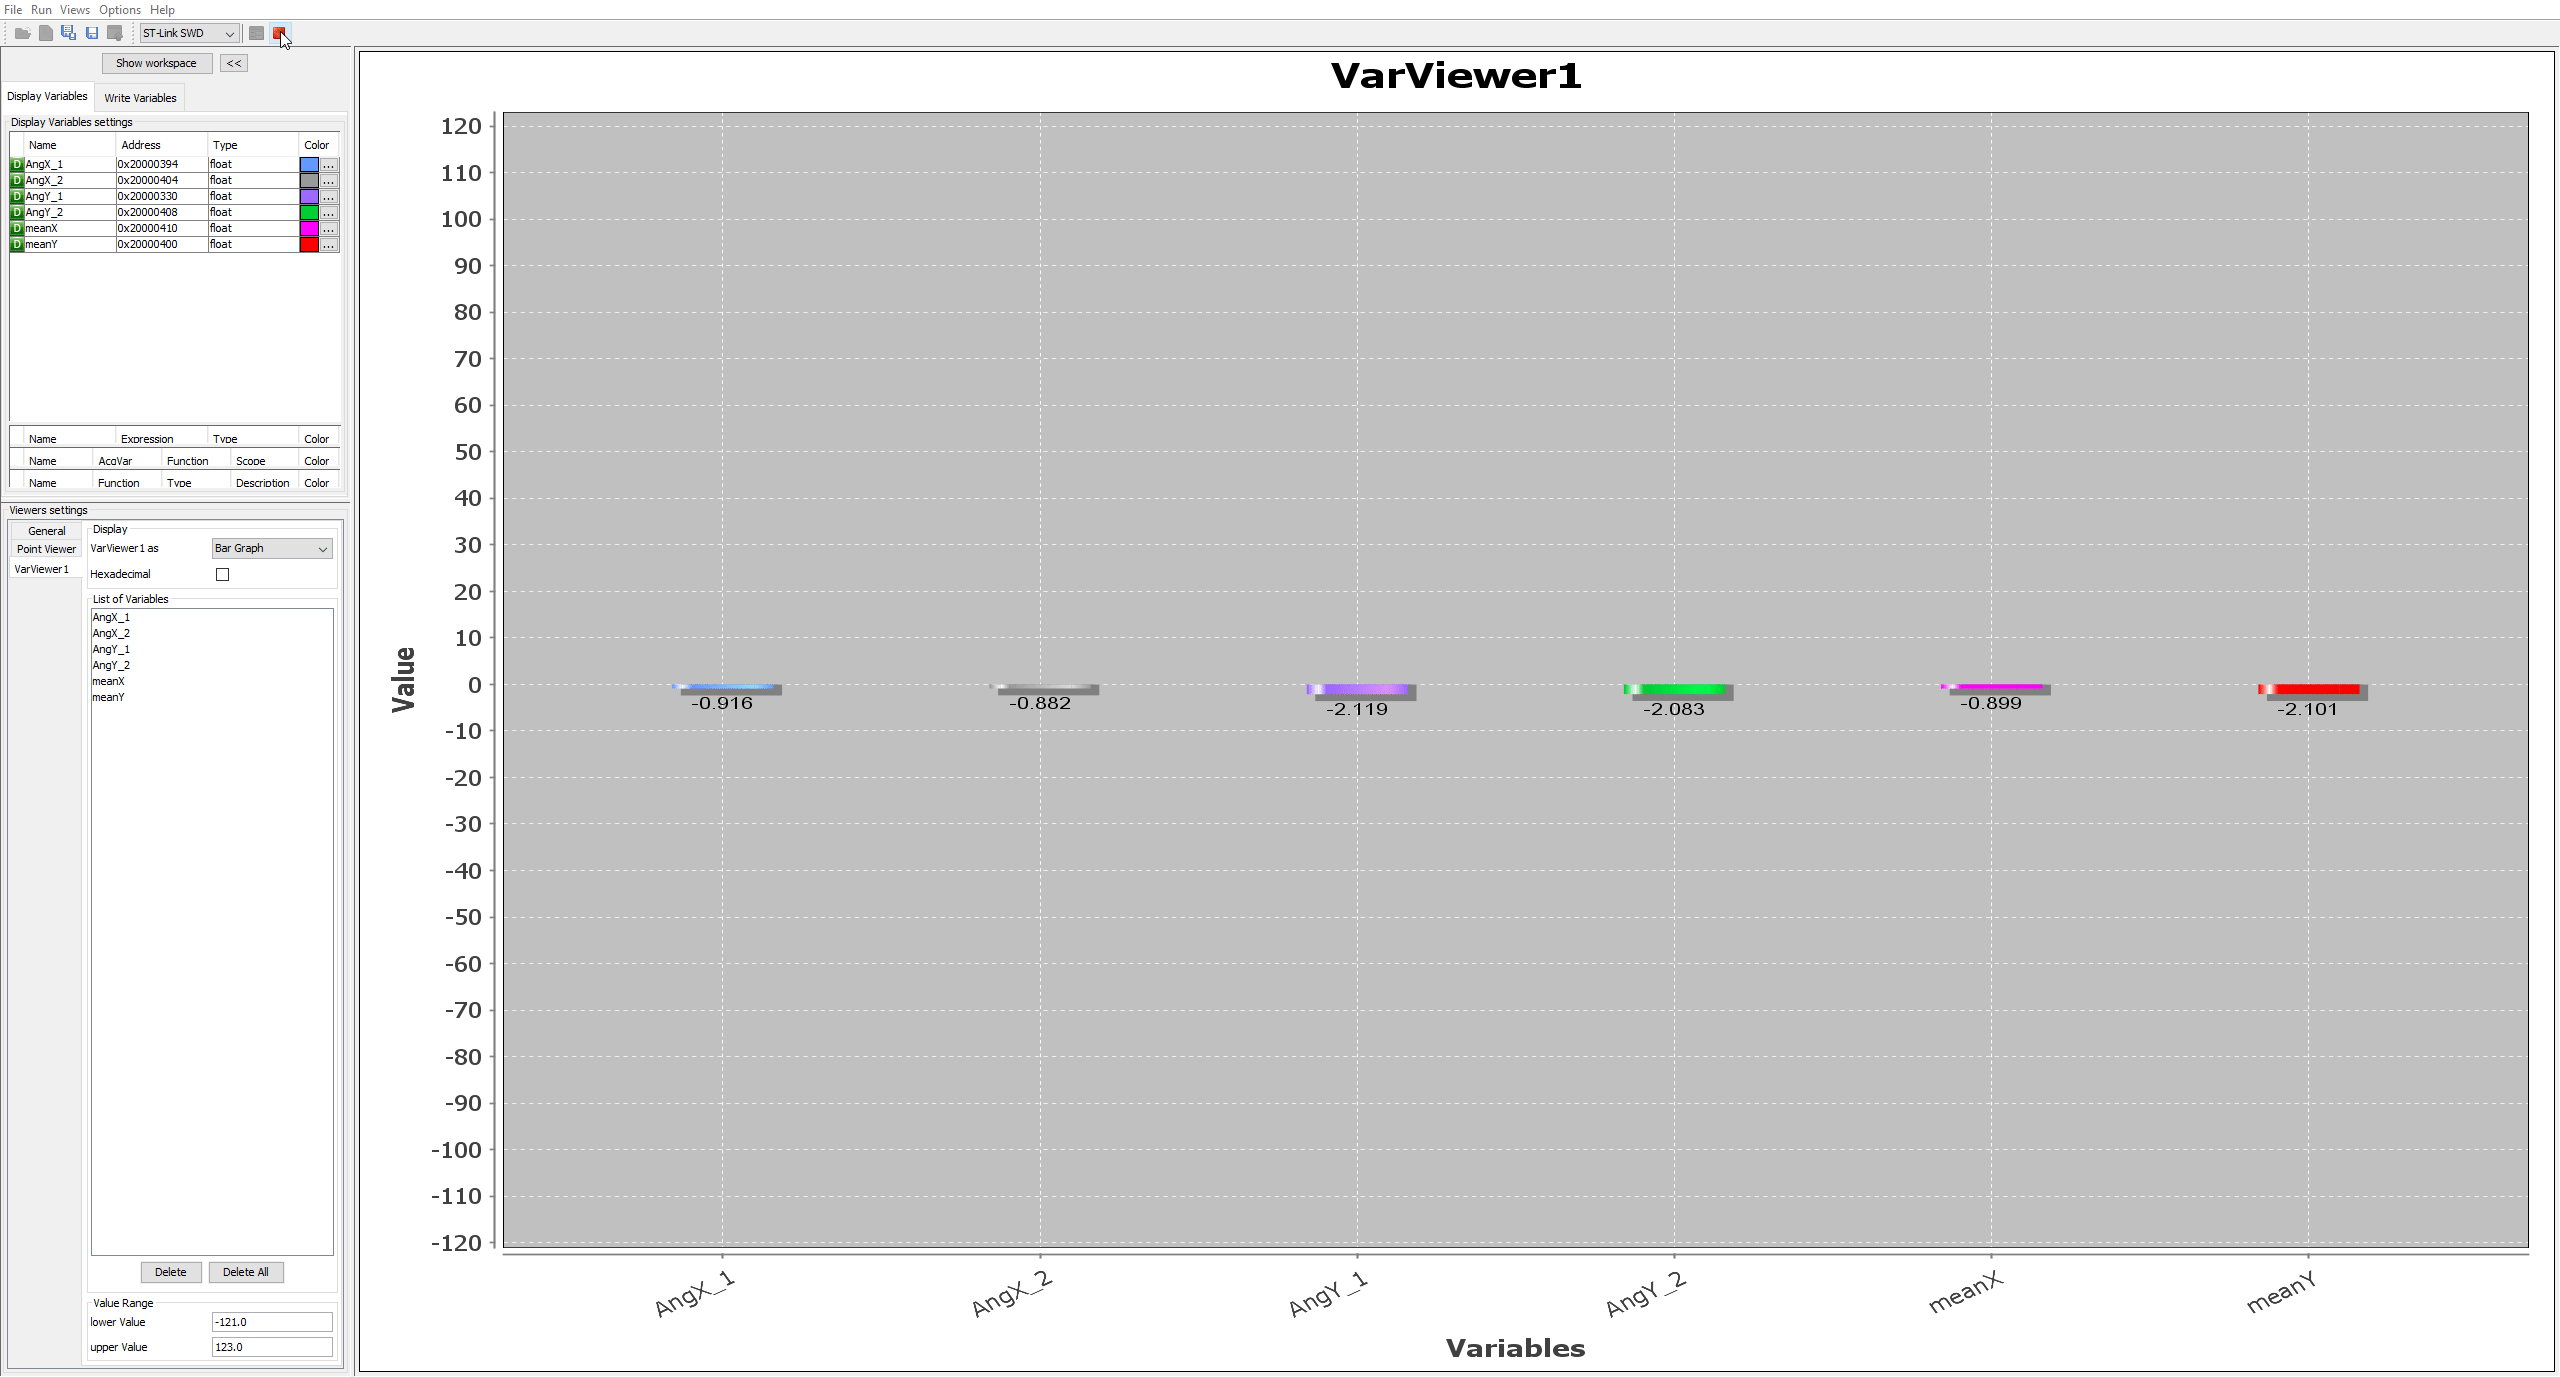 File Run Views Options Help
ST-Link SWD
Show workspace <<
Display Variables Write Variables
Display Variables settings
Name Address Type Color
D AngX_1 0x20000394 float ...
D AngX_2 0x20000404 float ...
D AngY_1 0x20000330 float ...
D AngY_2 0x20000408 float ...
D meanX 0x20000410 float ...
D meanY 0x20000400 float ...
Name Expression Type Color
Name AcqVar Function Scope Color
Name Function Type Description Color
Viewers settings
General
Point Viewer
VarViewer1
Display
VarViewer1 as Bar Graph
Hexadecimal
List of Variables
AngX_1
AngX_2
AngY_1
AngY_2
meanX
meanY
Delete Delete All
Value Range
lower Value -121.0
upper Value 123.0
VarViewer1
Value
120
110
100
90
80
70
60
50
40
30
20
10
0
-10
-20
-30
-40
-50
-60
-70
-80
-90
-100
-110
-120
-0.916 -0.882 -2.119 -2.083 -0.899 -2.101
AngX_1 AngX_2 AngY_1 AngY_2 meanX meanY
Variables